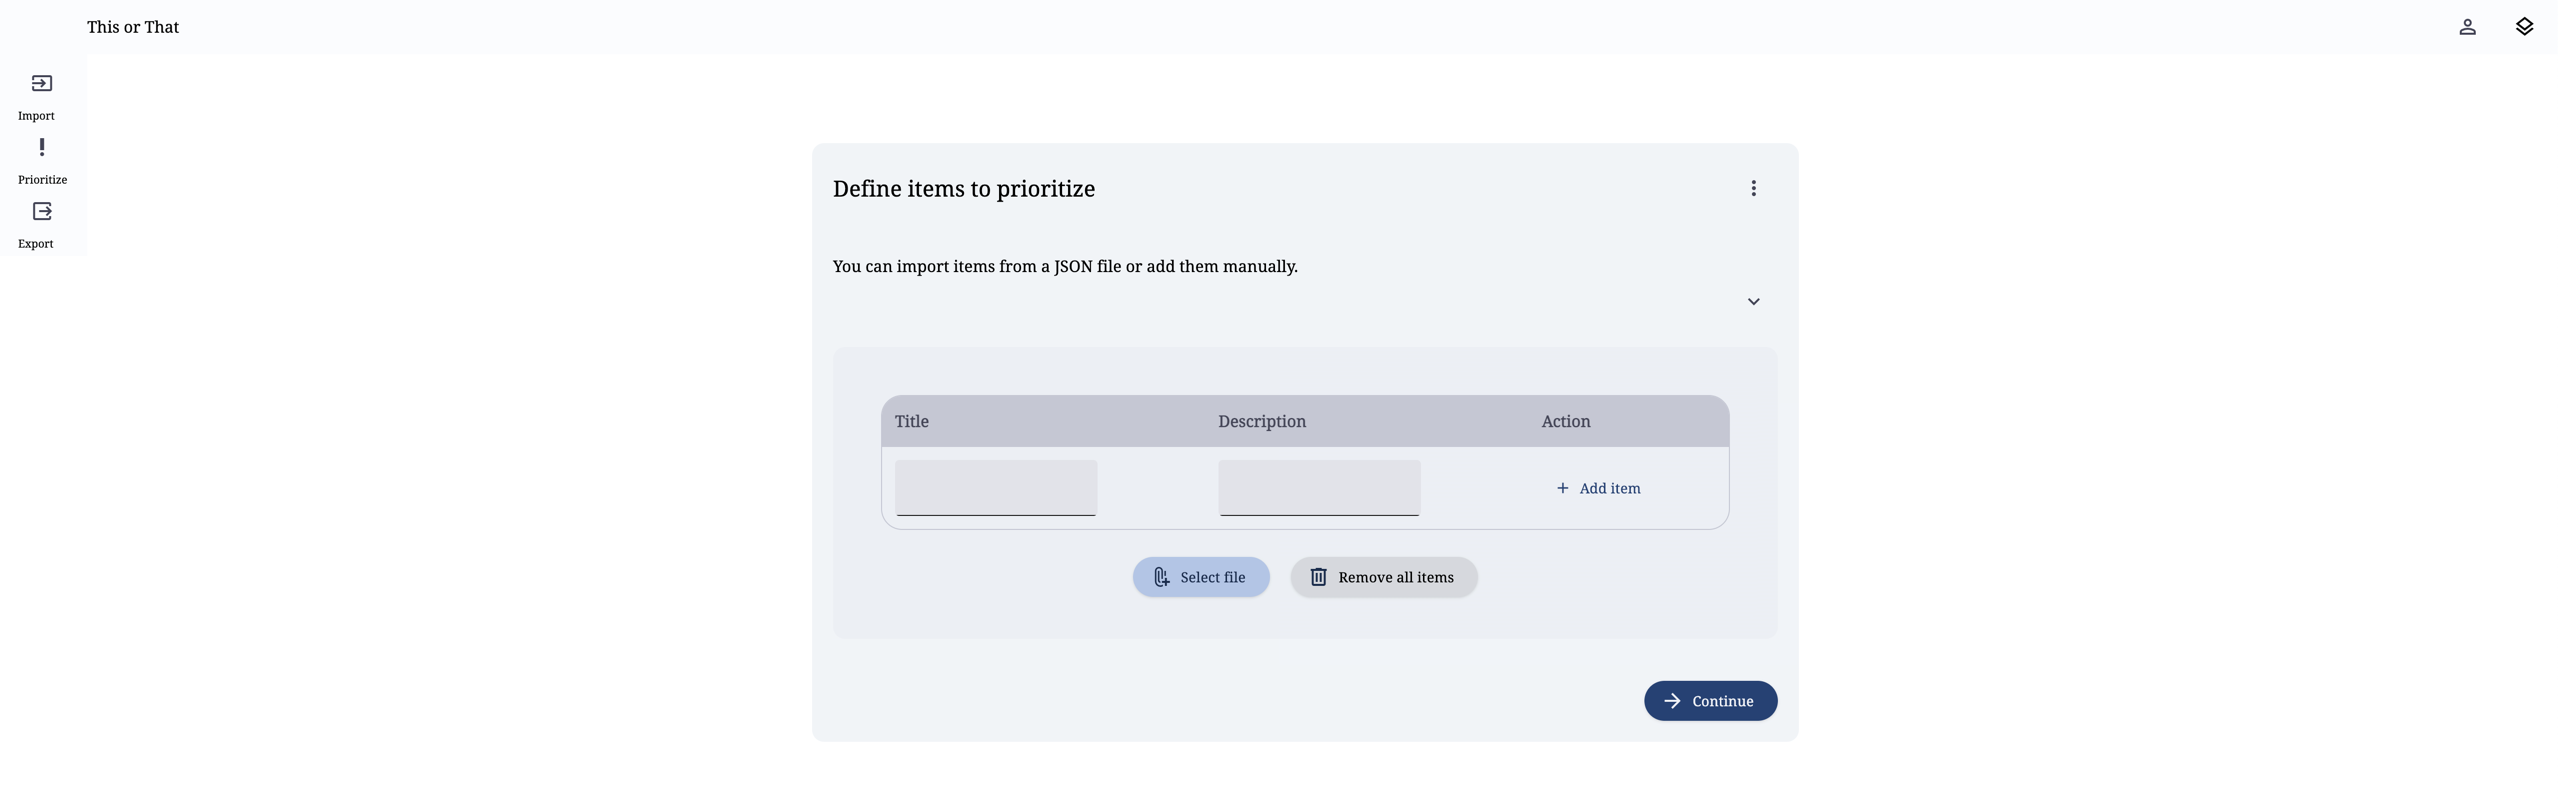 This or That
Import
Prioritize
Export
Define items to prioritize
You can import items from a JSON file or add them manually.
Title Description Action
Add item
Select file Remove all items
Continue